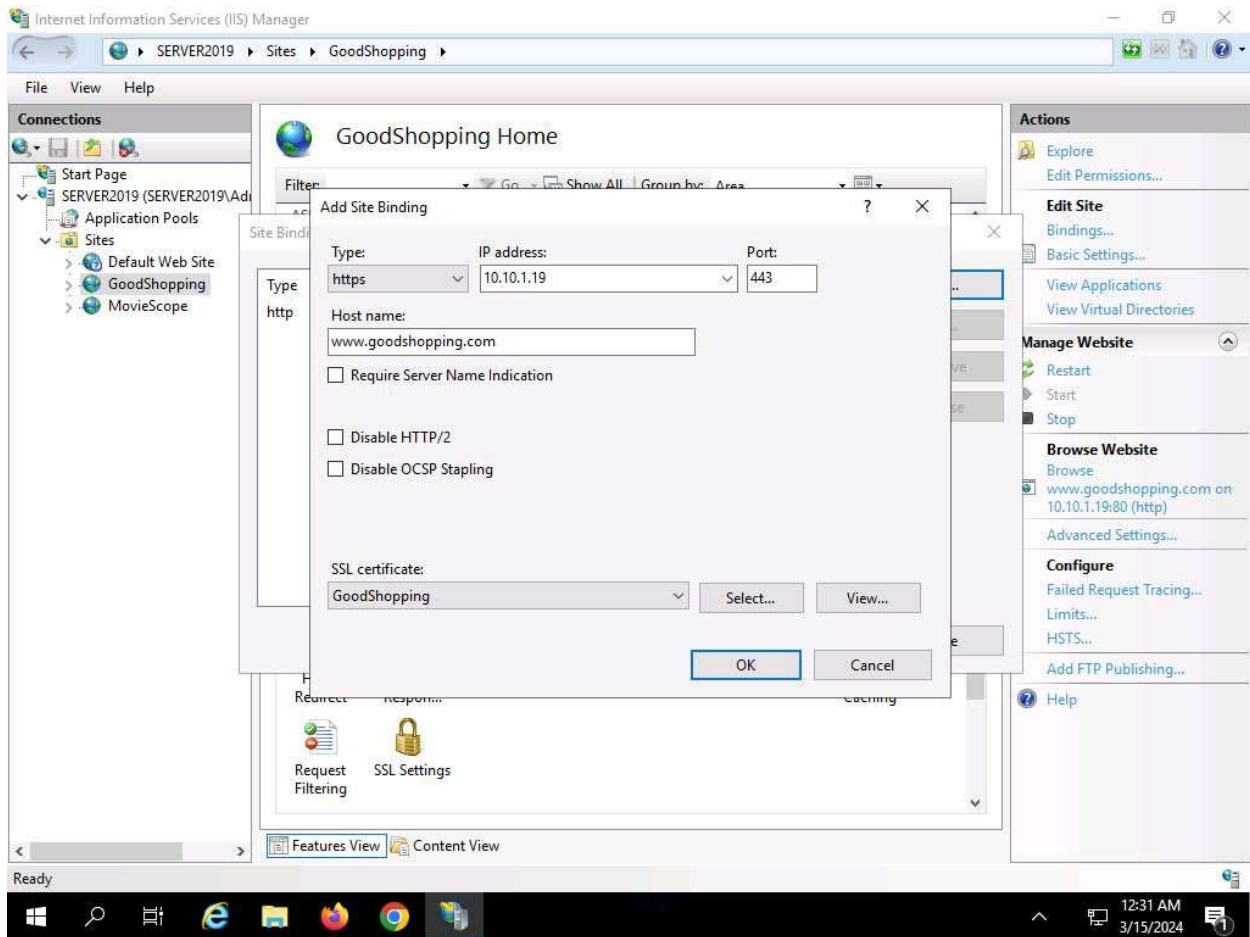 Internet Information Services (IIS) Manager
SERVER2019 Sites GoodShopping
File View Help
Connections
Start Page
SERVER2019 (SERVER2019\Ad
Application Pools
Sites
Default Web Site
GoodShopping
MovieScope
GoodShopping Home
Filter: Go Show All Group by: Area
Site Bindi
Type
http
Add Site Binding
?
Type: IP address: Port:
https 10.10.1.19 443
Host name:
www.goodshopping.com
Require Server Name Indication
Disable HTTP/2
Disable OCSP Stapling
SSL certificate:
GoodShopping Select... View...
OK Cancel
Redirect Caching
Request
Filtering
SSL Settings
Features View Content View
Ready
Actions
Explore
Edit Permissions...
Edit Site
Bindings...
Basic Settings...
View Applications
View Virtual Directories
Manage Website
Restart
Start
Stop
Browse Website
Browse
www.goodshopping.com on
10.10.1.19:80 (http)
Advanced Settings...
Configure
Failed Request Tracing...
Limits...
HSTS...
Add FTP Publishing...
Help
12:31 AM
3/15/2024